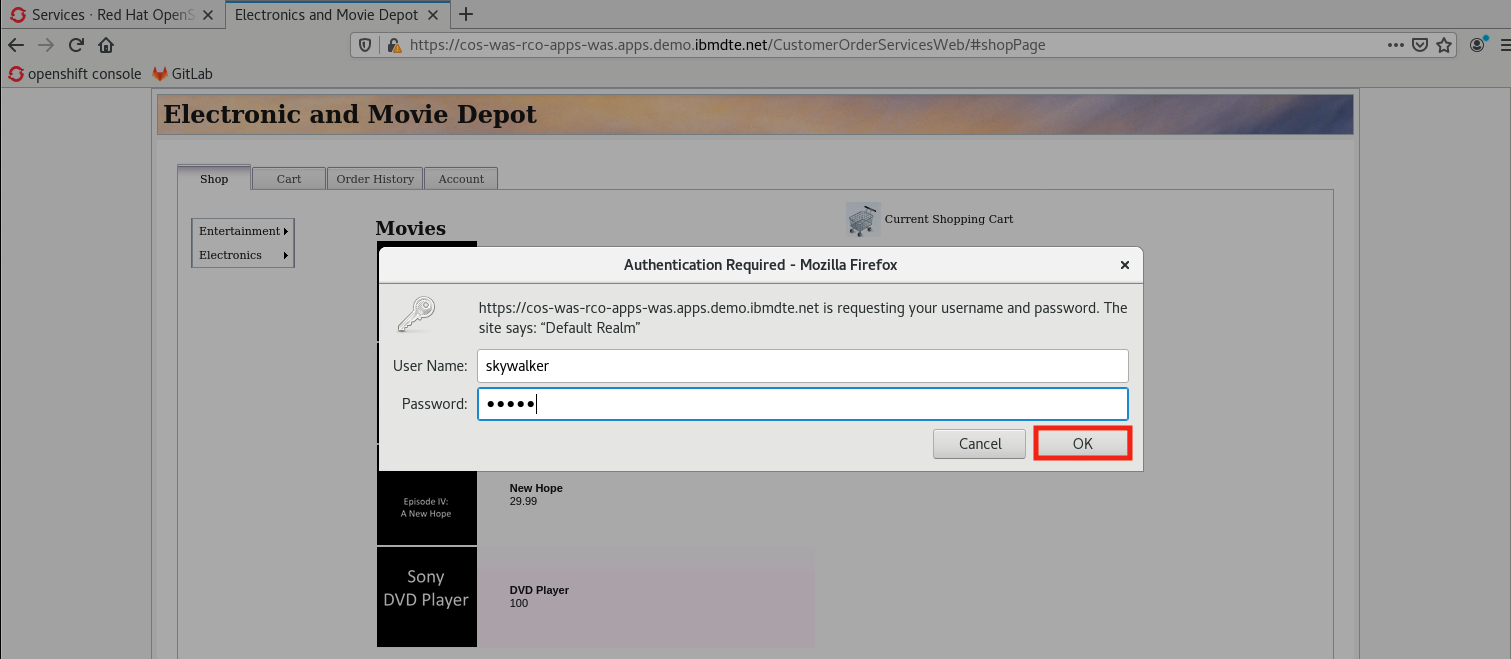 Services · Red Hat OpenS
Electronics and Movie Depot
https://cos-was-rco-apps-was.apps.demo.ibmdte.net/CustomerOrderServicesWeb/#shopPage
openshift console
GitLab
Electronic and Movie Depot
Shop
Cart
Order History
Account
Entertainment
Electronics
Movies
Current Shopping Cart
Authentication Required - Mozilla Firefox
https://cos-was-rco-apps-was.apps.demo.ibmdte.net is requesting your username and password. The
site says: “Default Realm”
User Name:
skywalker
Password:
●●●●●
Cancel
OK
Episode IV:
A New Hope
New Hope
29.99
Sony
DVD Player
DVD Player
100